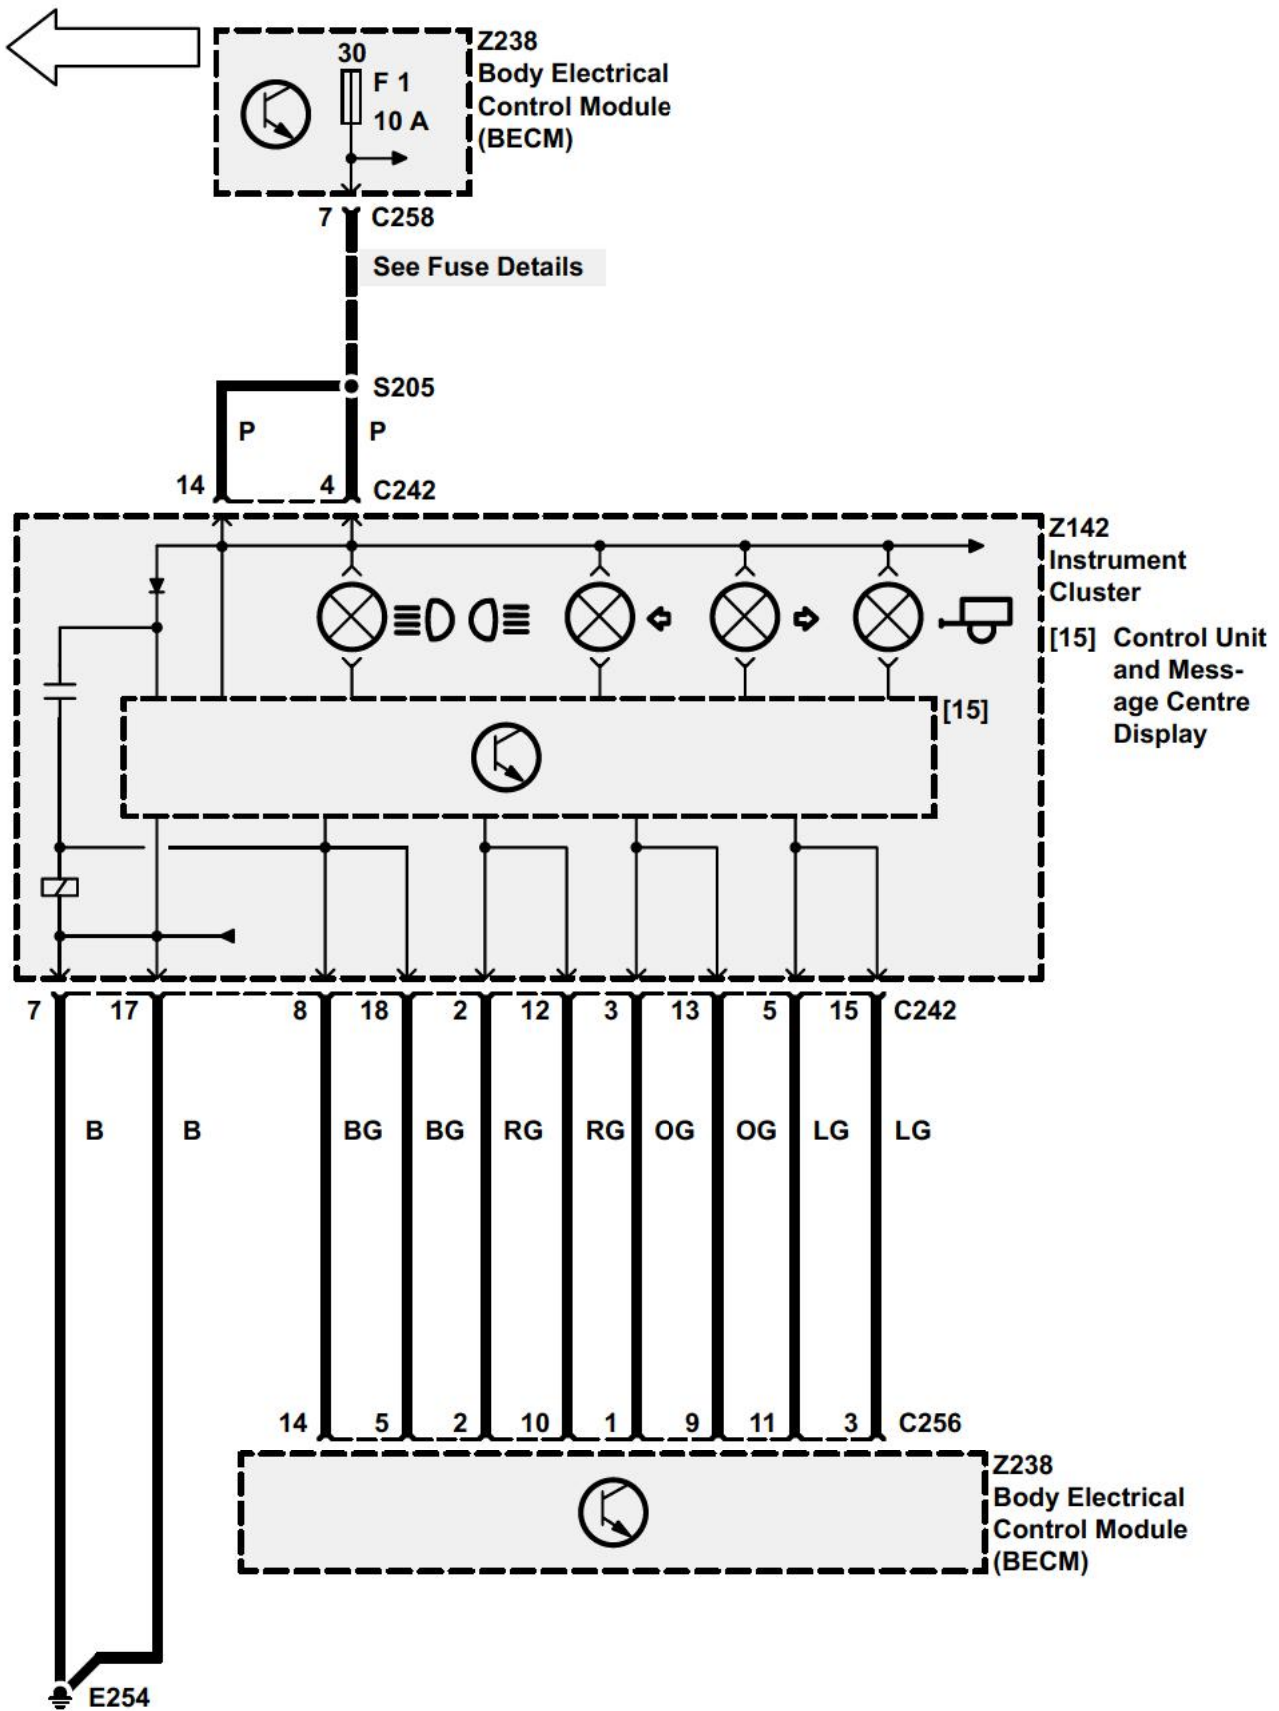 Z238
30
Body Electrical
F 1
Control Module
10 A
(BECM)
7 C258
See Fuse Details
S205
P P
14 4 C242
Z142
Instrument
Cluster
[15] Control Unit
and Mess-
age Centre
Display
[15]
7 17 8 18 2 12 3 13 5 15 C242
B B BG BG RG RG OG OG LG LG
14 5 2 10 1 9 11 3 C256
Z238
Body Electrical
Control Module
(BECM)
E254